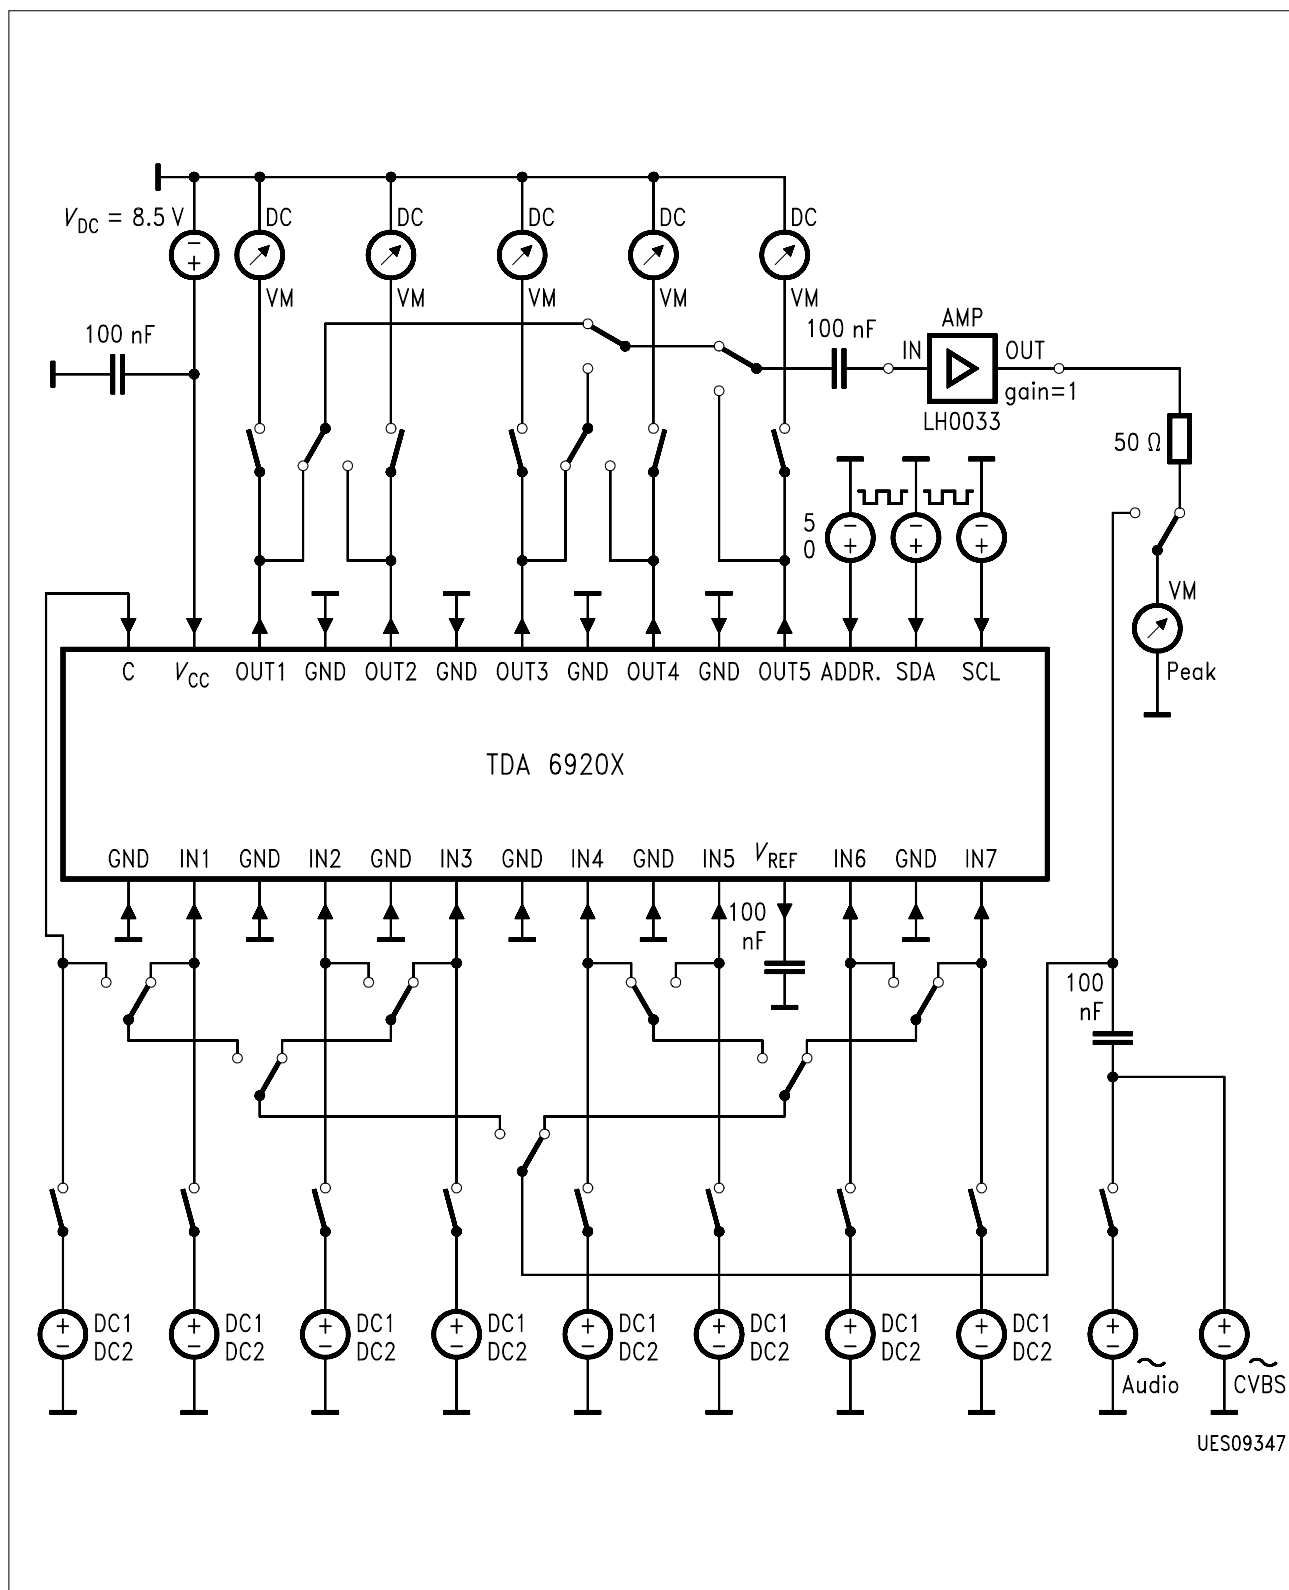 DC DC DC DC DC
VDC = 8.5 V
VM VM VM VM VM
100 nF
100 nF
AMP
IN OUT
gain=1
LH0033
50 Ω
5
0
VM
Peak
C VCC OUT1 GND OUT2 GND OUT3 GND OUT4 GND OUT5 ADDR. SDA SCL
TDA 6920X
GND IN1 GND IN2 GND IN3 GND IN4 GND IN5 VREF IN6 GND IN7
100
nF
100
nF
DC1 DC1 DC1 DC1 DC1 DC1 DC1 DC1
DC2 DC2 DC2 DC2 DC2 DC2 DC2 DC2
Audio CVBS
UES09347